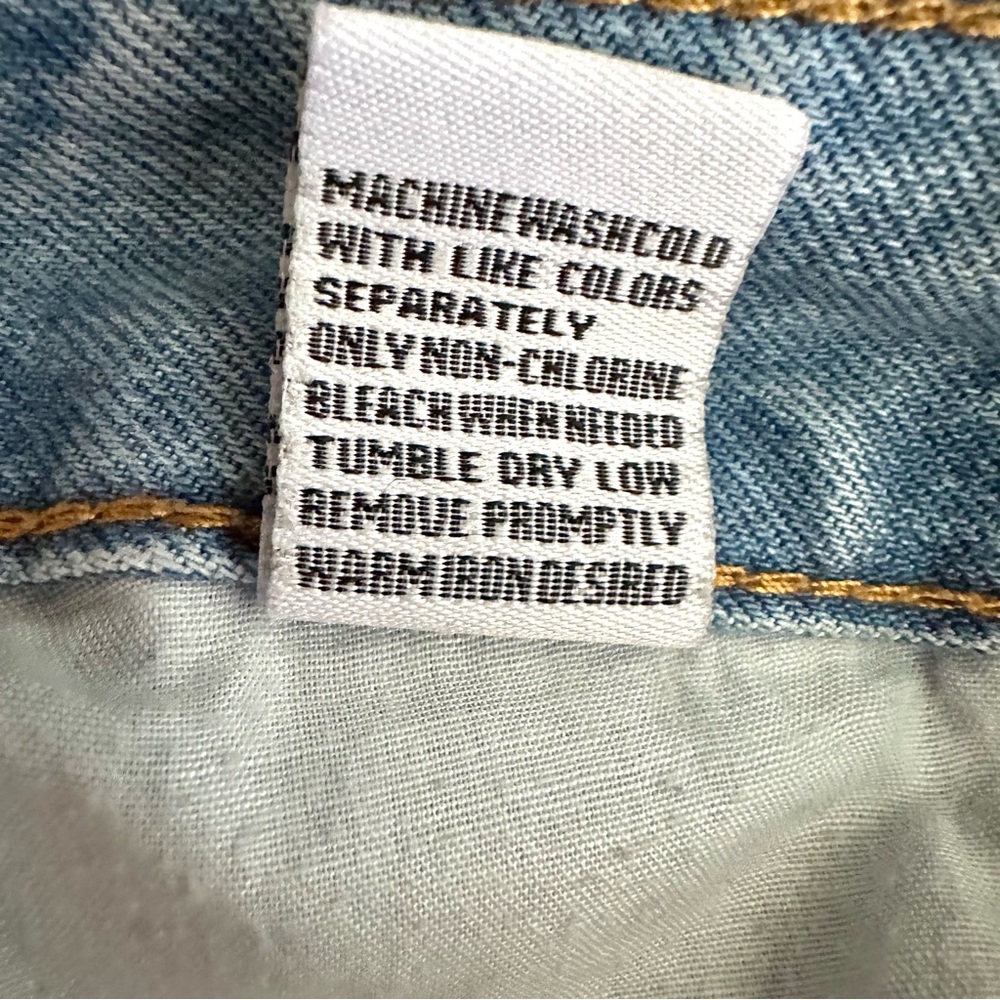 MACHINE WASH COLD
WITH LIKE COLORS
SEPARATELY
ONLY NON-CHLORINE
BLEACH WHEN NEEDED
TUMBLE DRY LOW
REMOVE PROMPTLY
WARM IRON DESIRED